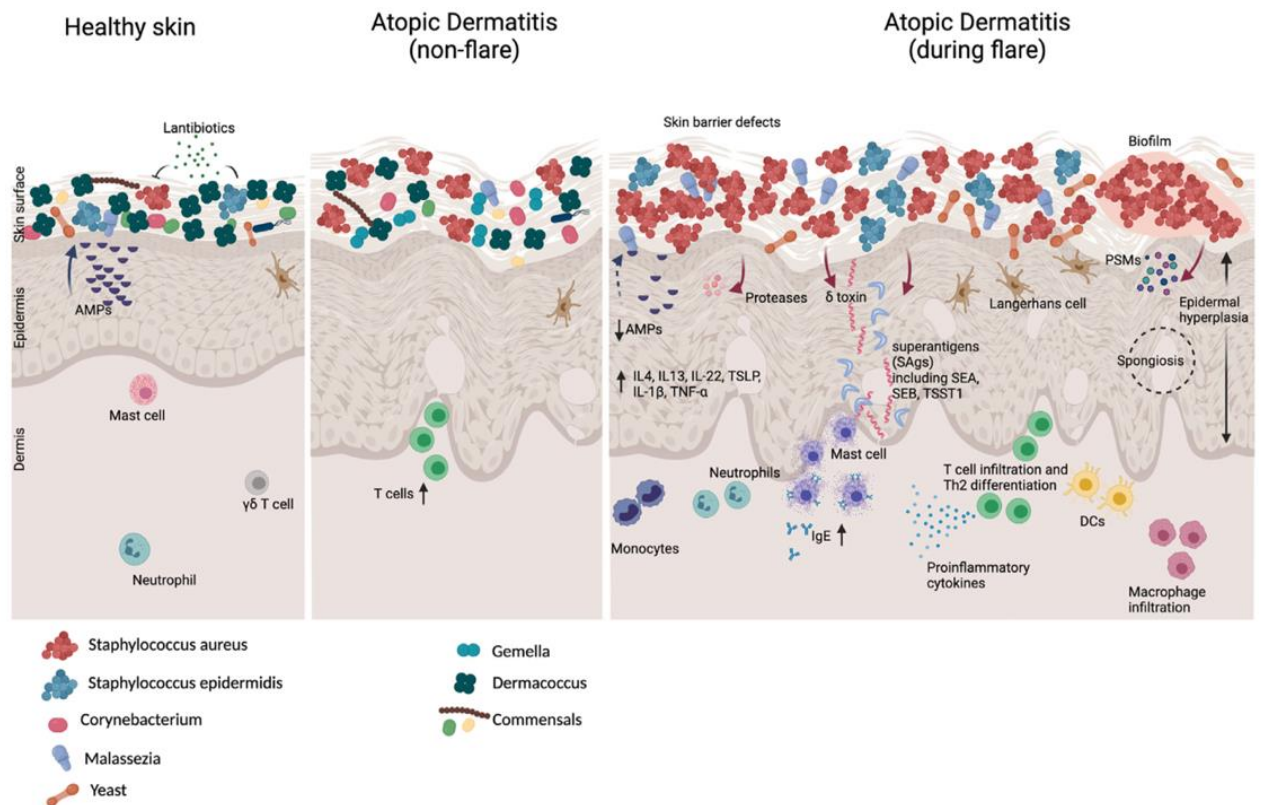 Healthy skin
Atopic Dermatitis
(non-flare)
Atopic Dermatitis
(during flare)
Lantibiotics
Skin barrier defects
Biofilm
Skin surface
Epidermis
Dermis
AMPs
Mast cell
γδ T cell
Neutrophil
T cells ↑
↓ AMPs
↑ IL4, IL13, IL-22, TSLP,
IL-1β, TNF-α
Proteases
δ toxin
superantigens
(SAgs)
including SEA,
SEB, TSST1
Langerhans cell
PSMs
Epidermal
hyperplasia
Spongiosis
Mast cell
Neutrophils
Monocytes
IgE ↑
T cell infiltration and
Th2 differentiation
Proinflammatory
cytokines
DCs
Macrophage
infiltration
Staphylococcus aureus
Staphylococcus epidermidis
Corynebacterium
Malassezia
Yeast
Gemella
Dermacoccus
Commensals